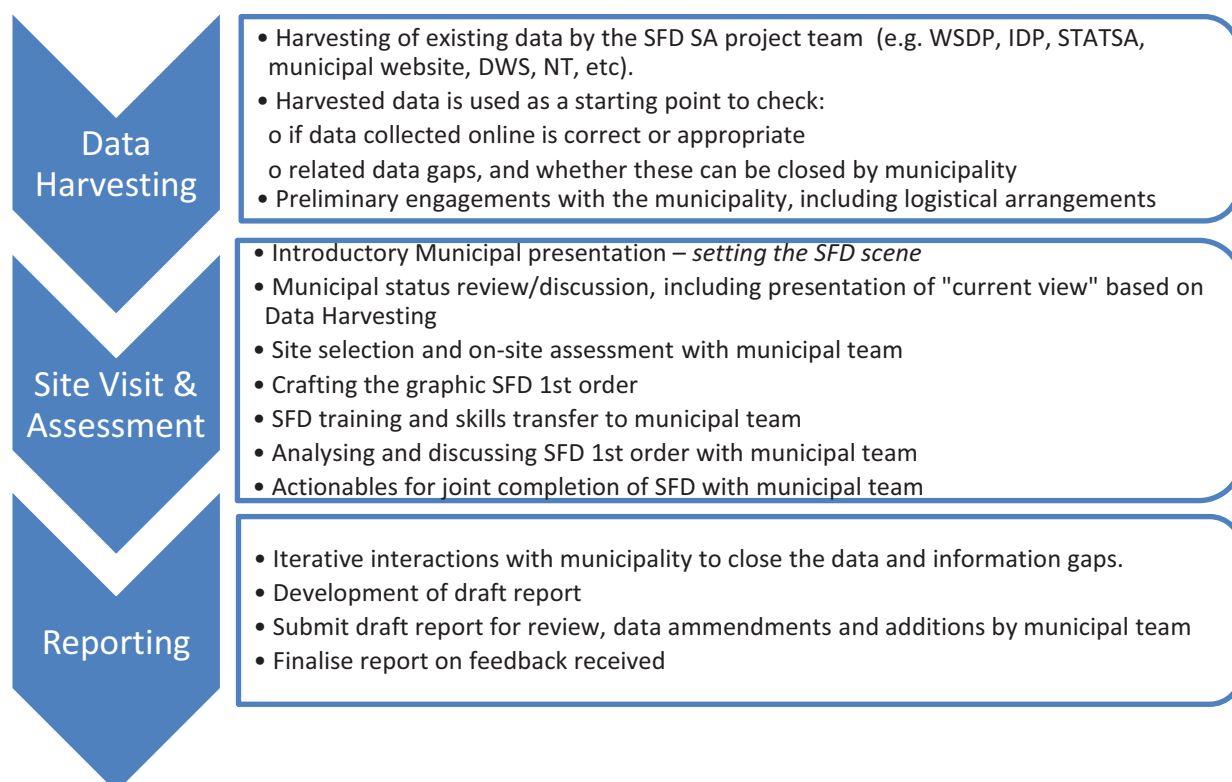 Data
Harvesting
• Harvesting of existing data by the SFD SA project team (e.g. WSDP, IDP, STATSA,
municipal website, DWS, NT, etc).
• Harvested data is used as a starting point to check:
o if data collected online is correct or appropriate
o related data gaps, and whether these can be closed by municipality
• Preliminary engagements with the municipality, including logistical arrangements
Site Visit &
Assessment
• Introductory Municipal presentation – setting the SFD scene
• Municipal status review/discussion, including presentation of "current view" based on
Data Harvesting
• Site selection and on-site assessment with municipal team
• Crafting the graphic SFD 1st order
• SFD training and skills transfer to municipal team
• Analysing and discussing SFD 1st order with municipal team
• Actionables for joint completion of SFD with municipal team
Reporting
• Iterative interactions with municipality to close the data and information gaps.
• Development of draft report
• Submit draft report for review, data ammendments and additions by municipal team
• Finalise report on feedback received